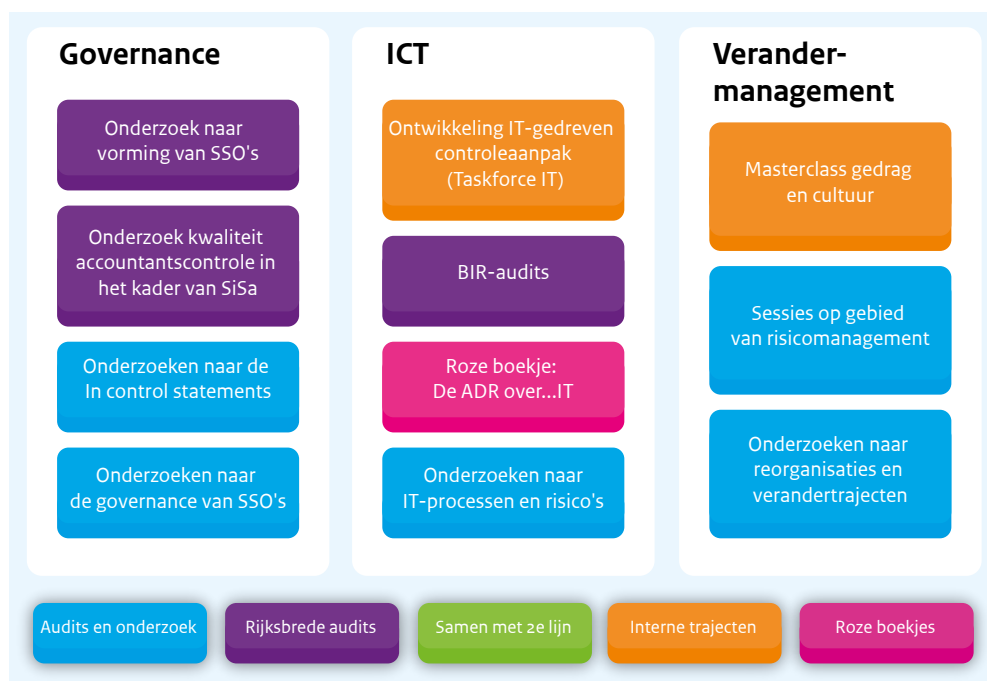 Governance
Onderzoek naar
vorming van SSO's
Onderzoek kwaliteit
accountantscontrole in
het kader van SiSa
Onderzoeken naar de
In control statements
Onderzoeken naar
de governance van SSO's
ICT
Ontwikkeling IT-gedreven
controleaanpak
(Taskforce IT)
BIR-audits
Roze boekje:
De ADR over...IT
Onderzoeken naar
IT-processen en risico's
Verander-
management
Masterclass gedrag
en cultuur
Sessies op gebied
van risicomanagement
Onderzoeken naar
reorganisaties en
verandertrajecten
Audits en onderzoek
Rijksbrede audits
Samen met 2e lijn
Interne trajecten
Roze boekjes